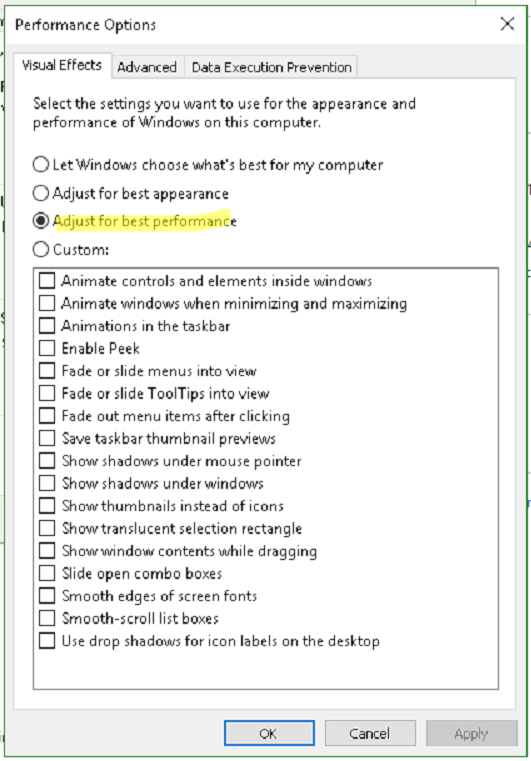 Performance Options
Visual Effects
Advanced
Data Execution Prevention
Select the settings you want to use for the appearance and
performance of Windows on this computer.
Let Windows choose what's best for my computer
Adjust for best appearance
Adjust for best performance
Custom:
Animate controls and elements inside windows
Animate windows when minimizing and maximizing
Animations in the taskbar
Enable Peek
Fade or slide menus into view
Fade or slide ToolTips into view
Fade out menu items after clicking
Save taskbar thumbnail previews
Show shadows under mouse pointer
Show shadows under windows
Show thumbnails instead of icons
Show translucent selection rectangle
Show window contents while dragging
Slide open combo boxes
Smooth edges of screen fonts
Smooth-scroll list boxes
Use drop shadows for icon labels on the desktop
OK
Cancel
Apply